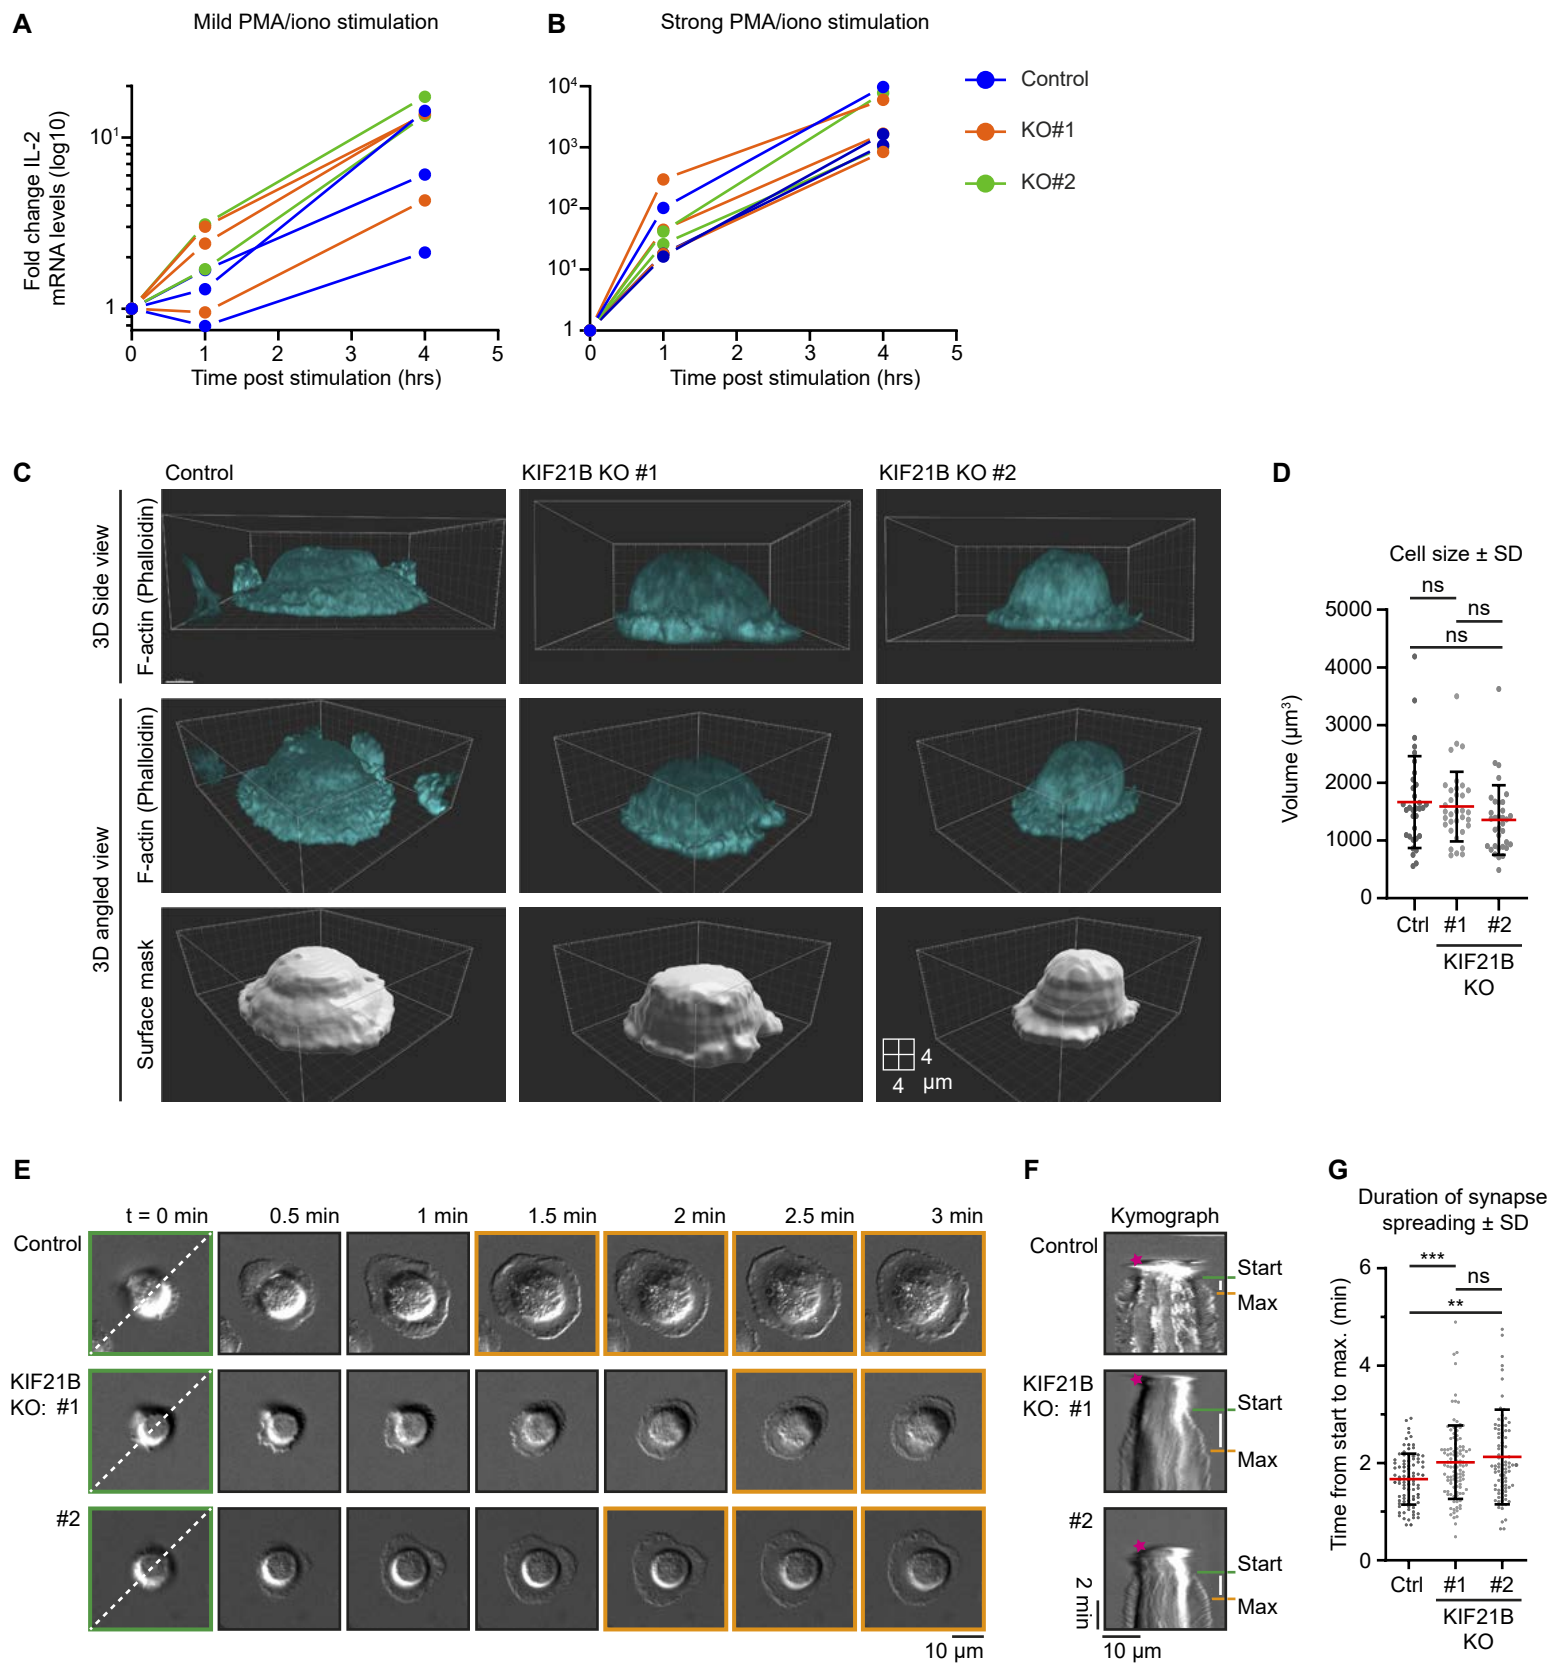 A
Mild PMA/iono stimulation
Fold change IL-2
mRNA levels (log10)
10¹
1
0 1 2 3 4 5
Time post stimulation (hrs)
B
Strong PMA/iono stimulation
10⁴
10³
10²
10¹
1
0 1 2 3 4 5
Time post stimulation (hrs)
Control
KO#1
KO#2
C
Control
KIF21B KO #1
KIF21B KO #2
3D Side view
F-actin (Phalloidin)
3D angled view
F-actin (Phalloidin)
Surface mask
4
4 µm
D
Cell size ± SD
ns
ns
ns
Volume (µm³)
5000
4000
3000
2000
1000
0
Ctrl #1 #2
KIF21B
KO
E
t = 0 min 0.5 min 1 min 1.5 min 2 min 2.5 min 3 min
Control
KIF21B
KO: #1
#2
10 µm
F
Kymograph
Control
Start
Max
KIF21B
KO: #1
Start
Max
#2
Start
Max
2 min
10 µm
G
Duration of synapse
spreading ± SD
***
ns
**
Time from start to max. (min)
6
4
2
0
Ctrl #1 #2
KIF21B
KO